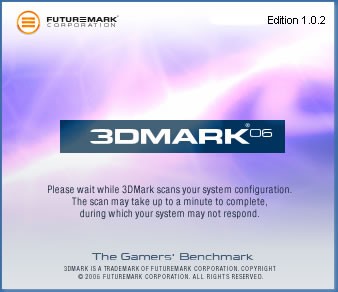 FUTUREMARK
CORPORATION
Edition 1.0.2
3DMARK®06
Please wait while 3DMark scans your system configuration.
The scan may take up to a minute to complete,
during which your system may not respond.
The Gamers' Benchmark
3DMARK IS A TRADEMARK OF FUTUREMARK CORPORATION. COPYRIGHT
© 2006 FUTUREMARK CORPORATION. ALL RIGHTS RESERVED.